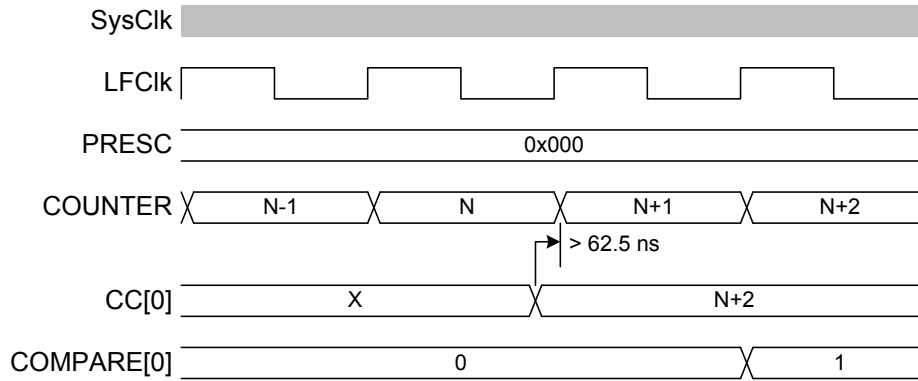 SysClk
LFClk
PRESC 0x000
COUNTER N-1 N N+1 N+2
> 62.5 ns
CC[0] X N+2
COMPARE[0] 0 1